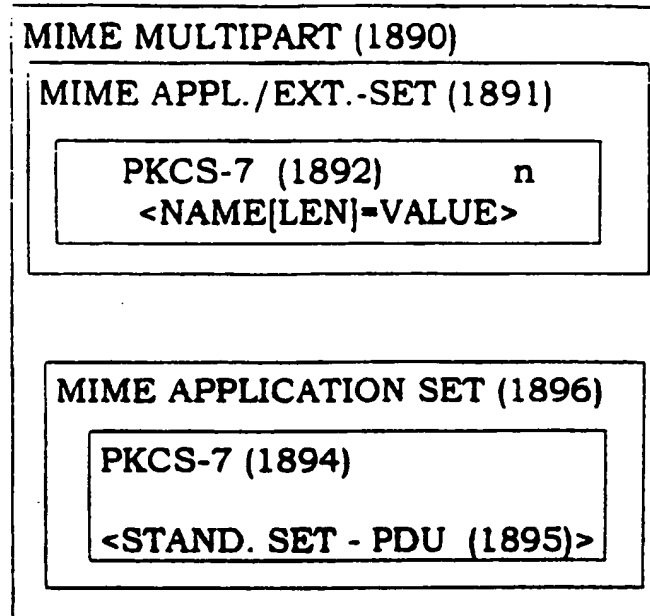 MIME MULTIPART (1890)
MIME APPL./EXT.-SET (1891)
PKCS-7 (1892) n
<NAME[LEN]=VALUE>
MIME APPLICATION SET (1896)
PKCS-7 (1894)
<STAND. SET - PDU (1895)>